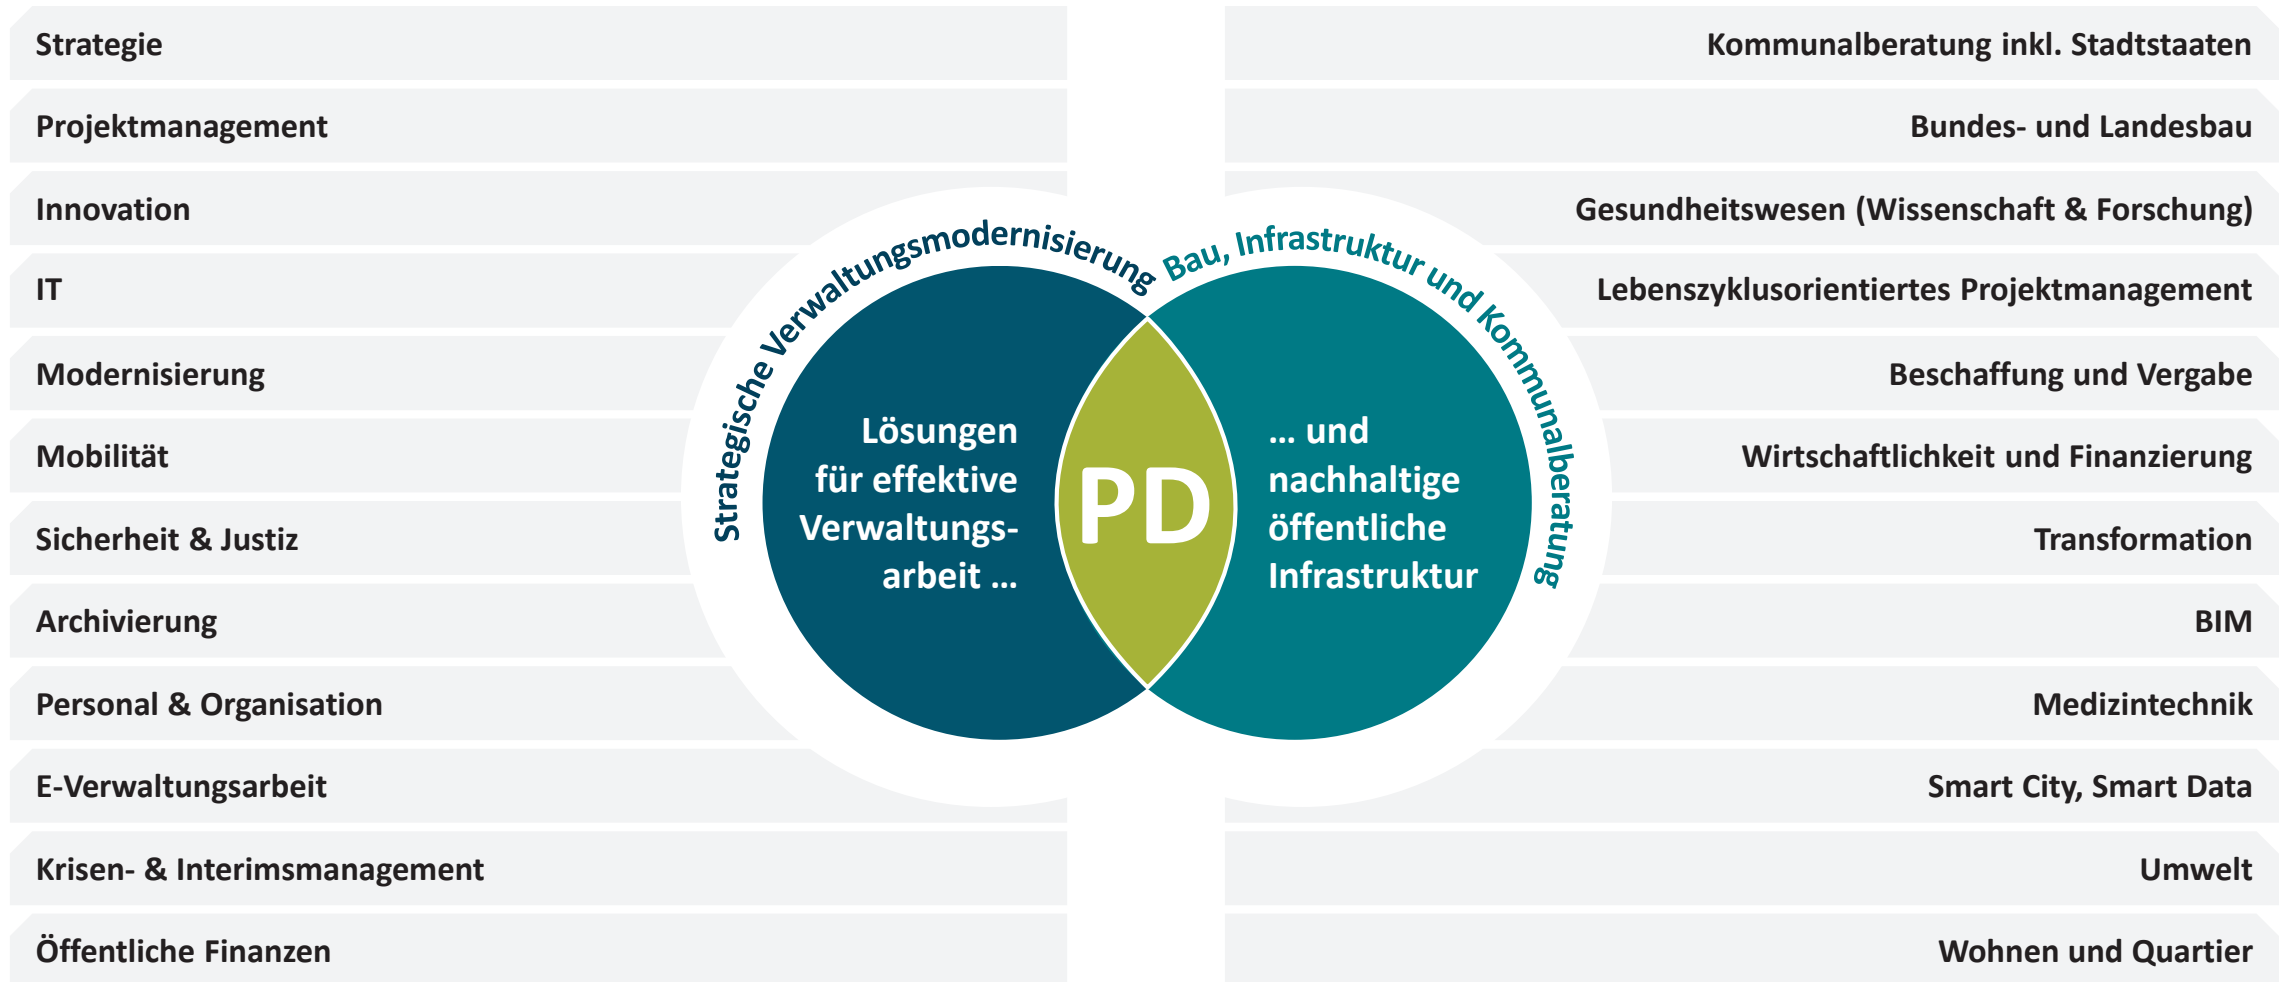 Strategie
Projektmanagement
Innovation
IT
Modernisierung
Mobilität
Sicherheit & Justiz
Archivierung
Personal & Organisation
E-Verwaltungsarbeit
Krisen- & Interimsmanagement
Öffentliche Finanzen
Strategische Verwaltungsmodernisierung
Lösungen
für effektive
Verwaltungs-
arbeit ...
PD
Bau, Infrastruktur und Kommunalberatung
... und
nachhaltige
öffentliche
Infrastruktur
Kommunalberatung inkl. Stadtstaaten
Bundes- und Landesbau
Gesundheitswesen (Wissenschaft & Forschung)
Lebenszyklusorientiertes Projektmanagement
Beschaffung und Vergabe
Wirtschaftlichkeit und Finanzierung
Transformation
BIM
Medizintechnik
Smart City, Smart Data
Umwelt
Wohnen und Quartier